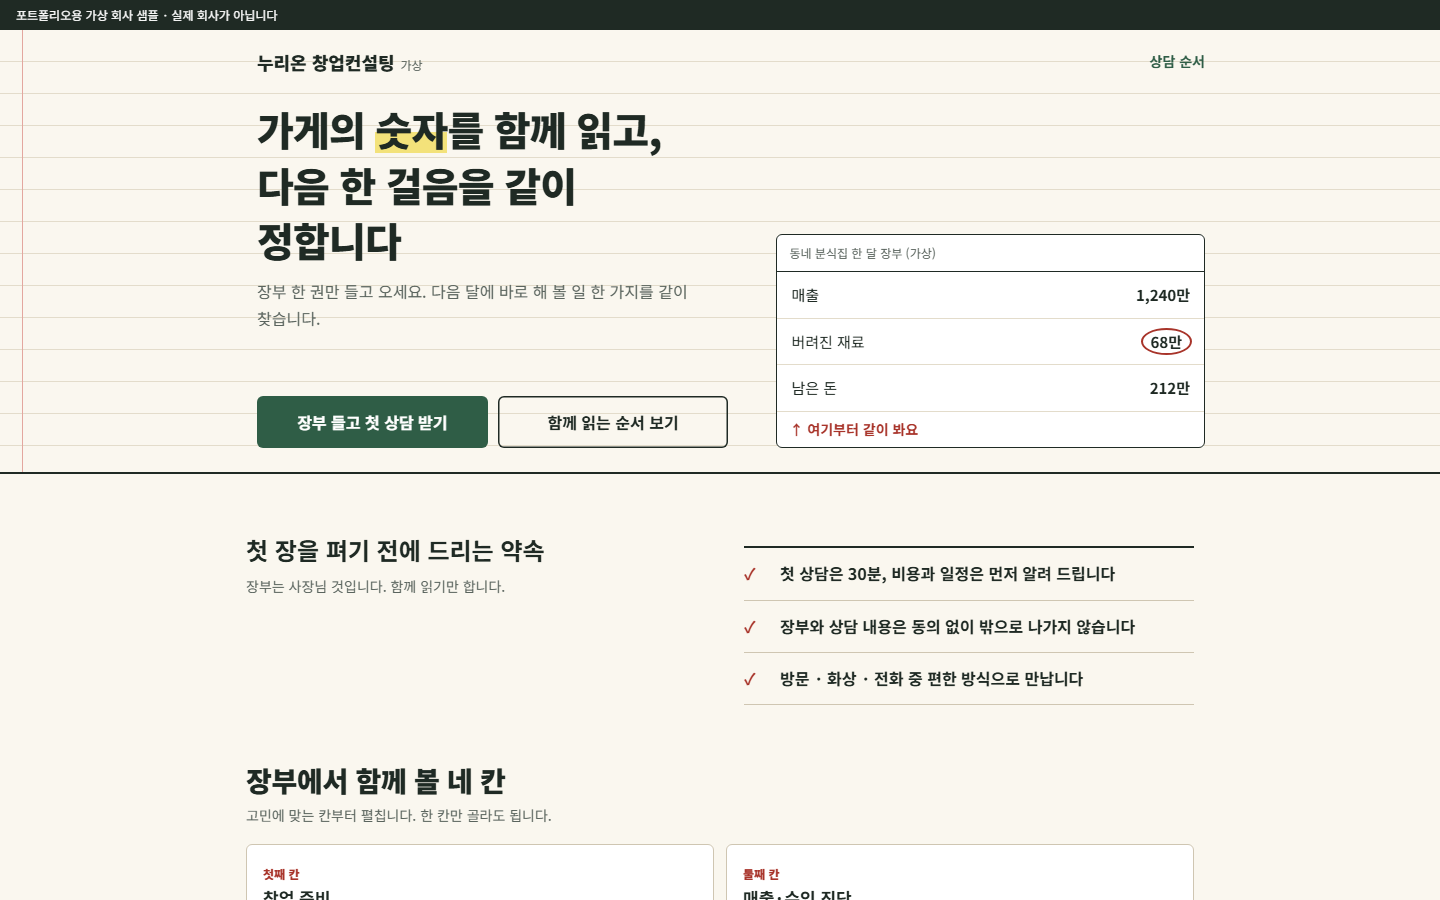 포트폴리오용 가상 회사 샘플 · 실제 회사가 아닙니다
누리온 창업컨설팅 가상
상담 순서
가게의 숫자를 함께 읽고,
다음 한 걸음을 같이
정합니다
장부 한 권만 들고 오세요. 다음 달에 바로 해 볼 일 한 가지를 같이
찾습니다.
장부 들고 첫 상담 받기
함께 읽는 순서 보기
동네 분식집 한 달 장부 (가상)
매출 1,240만
버려진 재료 68만
남은 돈 212만
↑ 여기부터 같이 봐요
첫 장을 펴기 전에 드리는 약속
장부는 사장님 것입니다. 함께 읽기만 합니다.
✓ 첫 상담은 30분, 비용과 일정은 먼저 알려 드립니다
✓ 장부와 상담 내용은 동의 없이 밖으로 나가지 않습니다
✓ 방문 · 화상 · 전화 중 편한 방식으로 만납니다
장부에서 함께 볼 네 칸
고민에 맞는 칸부터 펼칩니다. 한 칸만 골라도 됩니다.
첫째 칸
창업 준비
둘째 칸
매출·수익 진단